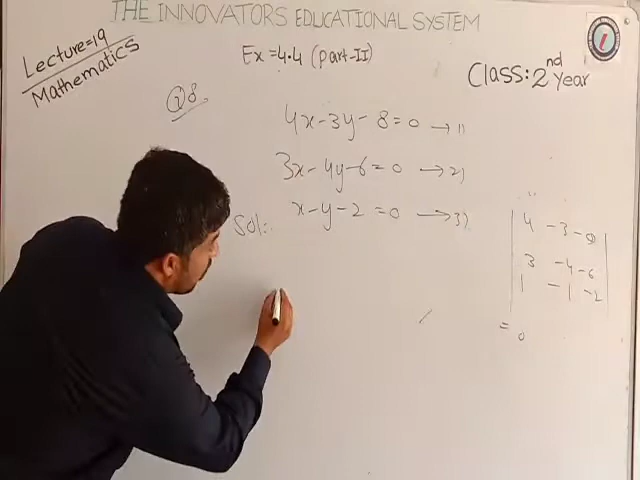 THE INNOVATORS EDUCATIONAL SYSTEM
Lecture=19
Mathematics
Ex=4.4 (Part-II)
Class: 2nd Year
Q8.
4x-3y-8=0 →1)
3x-4y-6=0 →2)
x-y-2=0 →3)
Sol:
4 -3 -8
3 -4 -6
1 -1 -2
= 0